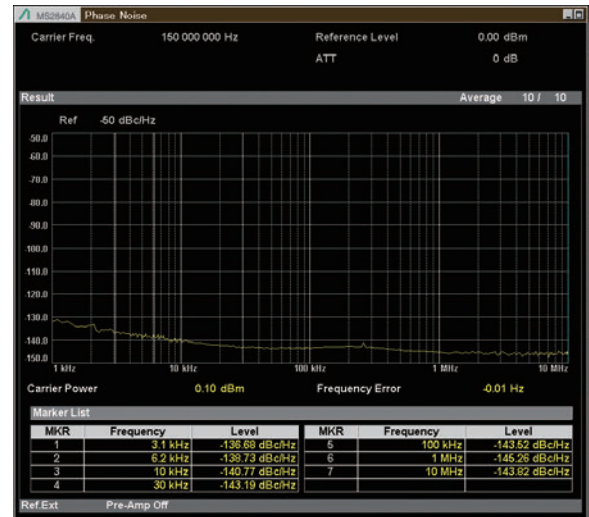 MS2840A Phase Noise
Carrier Freq. 150 000 000 Hz Reference Level 0.00 dBm
ATT 0 dB
Result Average 10 / 10
Ref -50 dBc/Hz
-50.0
-60.0
-70.0
-80.0
-90.0
-100.0
-110.0
-120.0
-130.0
-140.0
-150.0
1 kHz 10 kHz 100 kHz 1 MHz 10 MHz
Carrier Power 0.10 dBm Frequency Error -0.01 Hz
Marker List
MKR Frequency Level MKR Frequency Level
1 3.1 kHz -136.68 dBc/Hz 5 100 kHz -143.52 dBc/Hz
2 6.2 kHz -138.73 dBc/Hz 6 1 MHz -145.26 dBc/Hz
3 10 kHz -140.77 dBc/Hz 7 10 MHz -143.82 dBc/Hz
4 30 kHz -143.19 dBc/Hz
Ref.Ext Pre-Amp Off